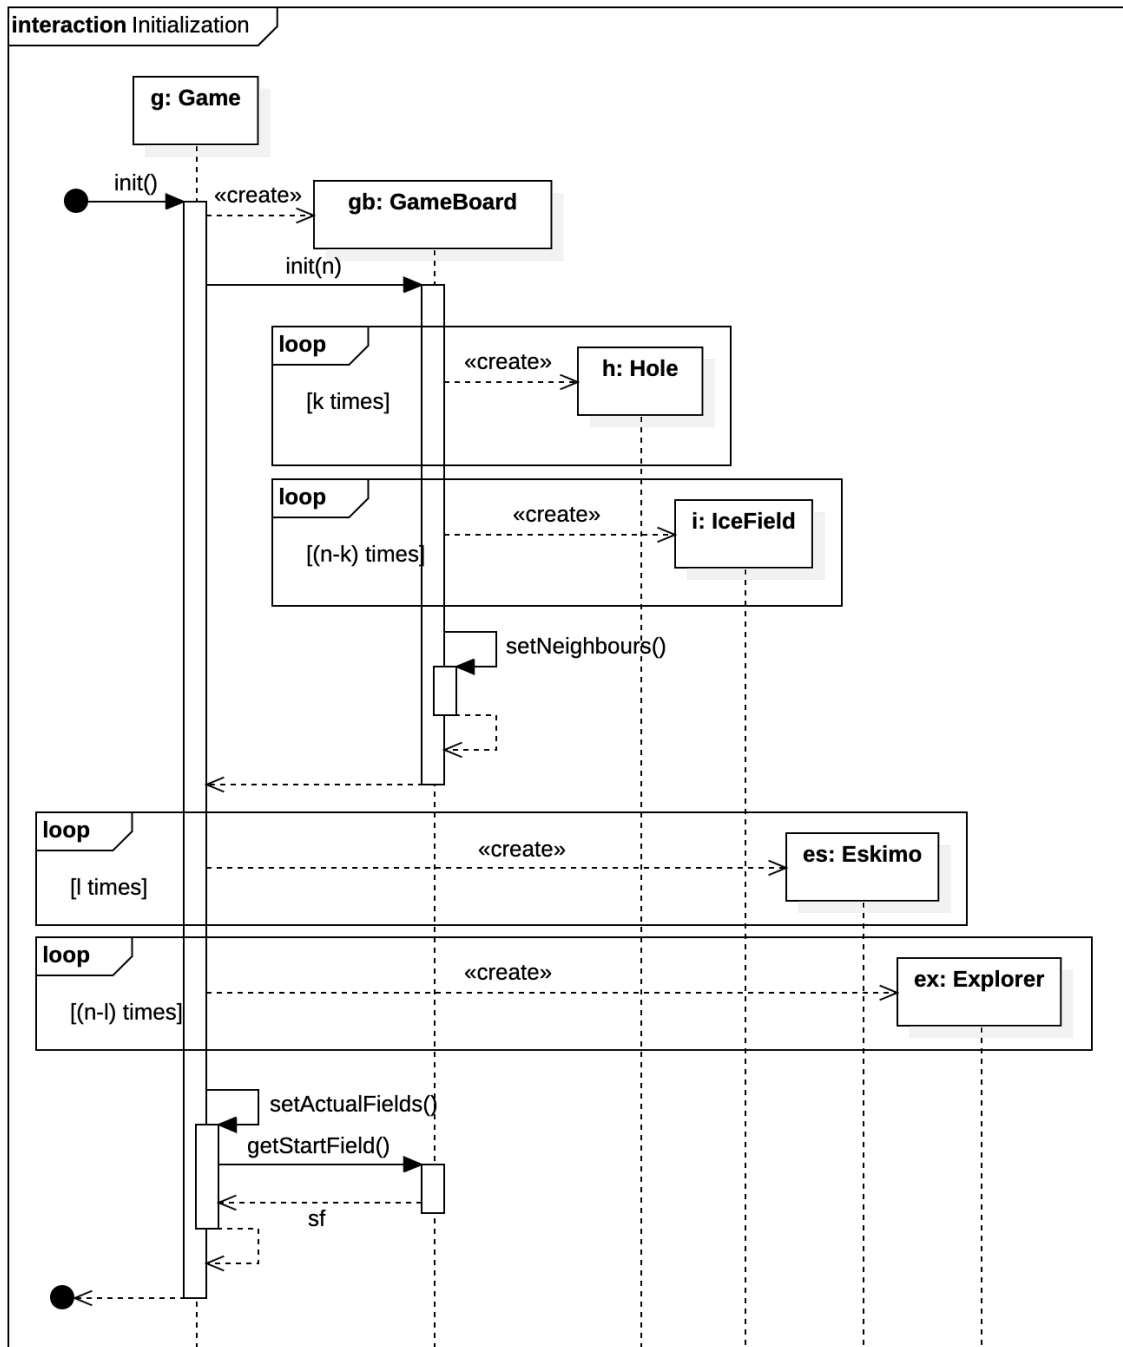 interaction Initialization
g: Game
init()
«create»
gb: GameBoard
init(n)
loop
«create»
h: Hole
[k times]
loop
«create»
i: IceField
[(n-k) times]
setNeighbours()
loop
«create»
es: Eskimo
[l times]
loop
«create»
ex: Explorer
[(n-l) times]
setActualFields()
getStartField()
sf